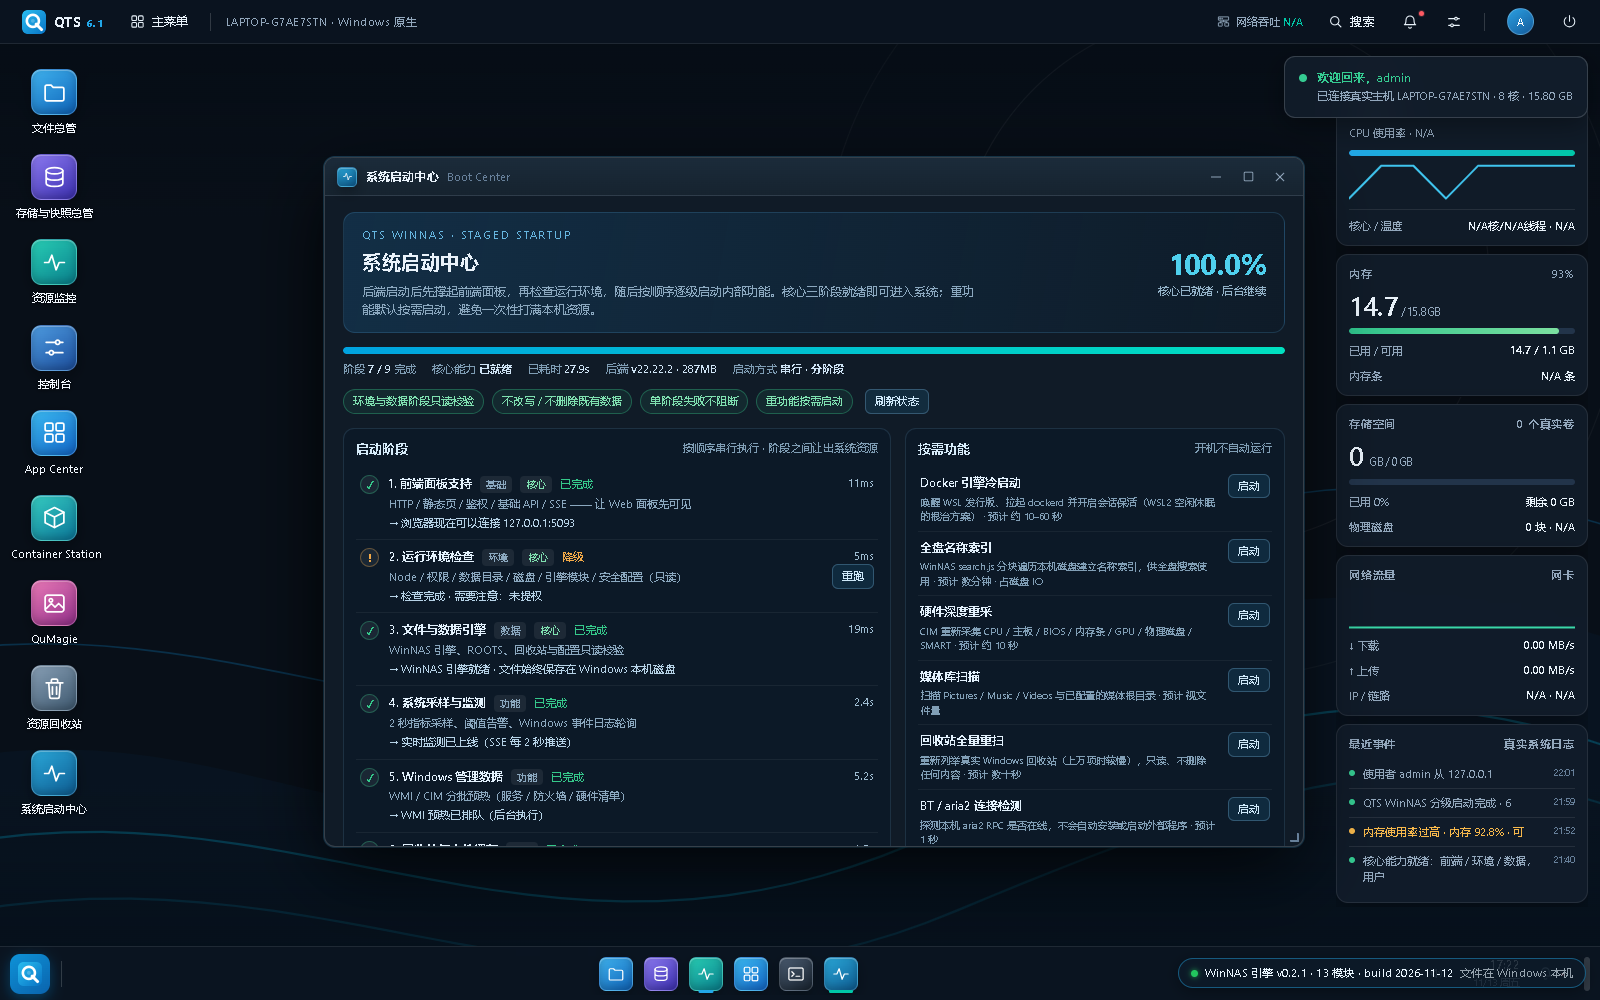 QTS 6.1
主菜单
LAPTOP-G7AE7STN · Windows 原生
网络吞吐 N/A
搜索
A
文件总管
存储与快照总管
资源监控
控制台
App Center
Container Station
QuMagie
资源回收站
系统启动中心
系统启动中心 Boot Center
QTS WINNAS · STAGED STARTUP
系统启动中心
后端启动后先撑起前端面板，再检查运行环境，随后按顺序逐级启动内部功能。核心三阶段就绪即可进入系统；重功
能默认按需启动，避免一次性打满本机资源。
100.0%
核心已就绪 · 后台继续
阶段 7 / 9 完成 核心能力 已就绪 已耗时 27.9s 后端 v22.22.2 · 287MB 启动方式 串行 · 分阶段
环境与数据阶段只读校验 不改写 / 不删除既有数据 单阶段失败不阻断 重功能按需启动 刷新状态
启动阶段 按顺序串行执行 · 阶段之间让出系统资源
✓ 1. 前端面板支持 基础 核心 已完成 11ms
HTTP / 静态页 / 鉴权 / 基础 API / SSE —— 让 Web 面板先可见
→ 浏览器现在可以连接 127.0.0.1:5093
! 2. 运行环境检查 环境 核心 降级 5ms
Node / 权限 / 数据目录 / 磁盘 / 引擎模块 / 安全配置（只读） 重跑
→ 检查完成 · 需要注意：未提权
✓ 3. 文件与数据引擎 数据 核心 已完成 19ms
WinNAS 引擎、ROOTS、回收站与配置只读校验
→ WinNAS 引擎就绪 · 文件始终保存在 Windows 本机磁盘
✓ 4. 系统采样与监测 功能 已完成 2.4s
2 秒指标采样、阈值告警、Windows 事件日志轮询
→ 实时监测已上线（SSE 每 2 秒推送）
✓ 5. Windows 管理数据 功能 已完成 5.2s
WMI / CIM 分批预热（服务 / 防火墙 / 硬件清单）
→ WMI 预热已排队（后台执行）
按需功能 开机不自动运行
Docker 引擎冷启动 启动
唤醒 WSL 发行版、拉起 dockerd 并开启会话保活（WSL2 空闲休眠
的根治方案） · 预计 约 10–60 秒
全盘名称索引 启动
WinNAS search.js 分块遍历本机磁盘建立名称索引，供全盘搜索使
用 · 预计 数分钟 · 占磁盘 IO
硬件深度重采 启动
CIM 重新采集 CPU / 主板 / BIOS / 内存条 / GPU / 物理磁盘 /
SMART · 预计 约 10 秒
媒体库扫描 启动
扫描 Pictures / Music / Videos 与已配置的媒体根目录 · 预计 视文
件量
回收站全量重扫 启动
重新列举真实 Windows 回收站（上万项时较慢），只读、不删除
任何内容 · 预计 数十秒
BT / aria2 连接检测 启动
探测本机 aria2 RPC 是否在线，不会自动安装或启动外部程序 · 预计
1 秒
欢迎回来，admin
已连接真实主机 LAPTOP-G7AE7STN · 8 核 · 15.80 GB
CPU 使用率 · N/A
核心 / 温度 N/A核/N/A线程 · N/A
内存 93%
14.7 / 15.8GB
已用 / 可用 14.7 / 1.1 GB
内存条 N/A 条
存储空间 0 个真实卷
0 GB / 0 GB
已用 0% 剩余 0 GB
物理磁盘 0 块 · N/A
网络流量 网卡
↓ 下载 0.00 MB/s
↑ 上传 0.00 MB/s
IP / 链路 N/A · N/A
最近事件 真实系统日志
使用者 admin 从 127.0.0.1 22:01
QTS WinNAS 分级启动完成 · 6 21:59
内存使用率过高 · 内存 92.8% · 可 21:52
核心能力就绪：前端 / 环境 / 数据， 21:40
用户
WinNAS 引擎 v0.2.1 · 13 模块 · build 2026-11-12 文件在 Windows 本机